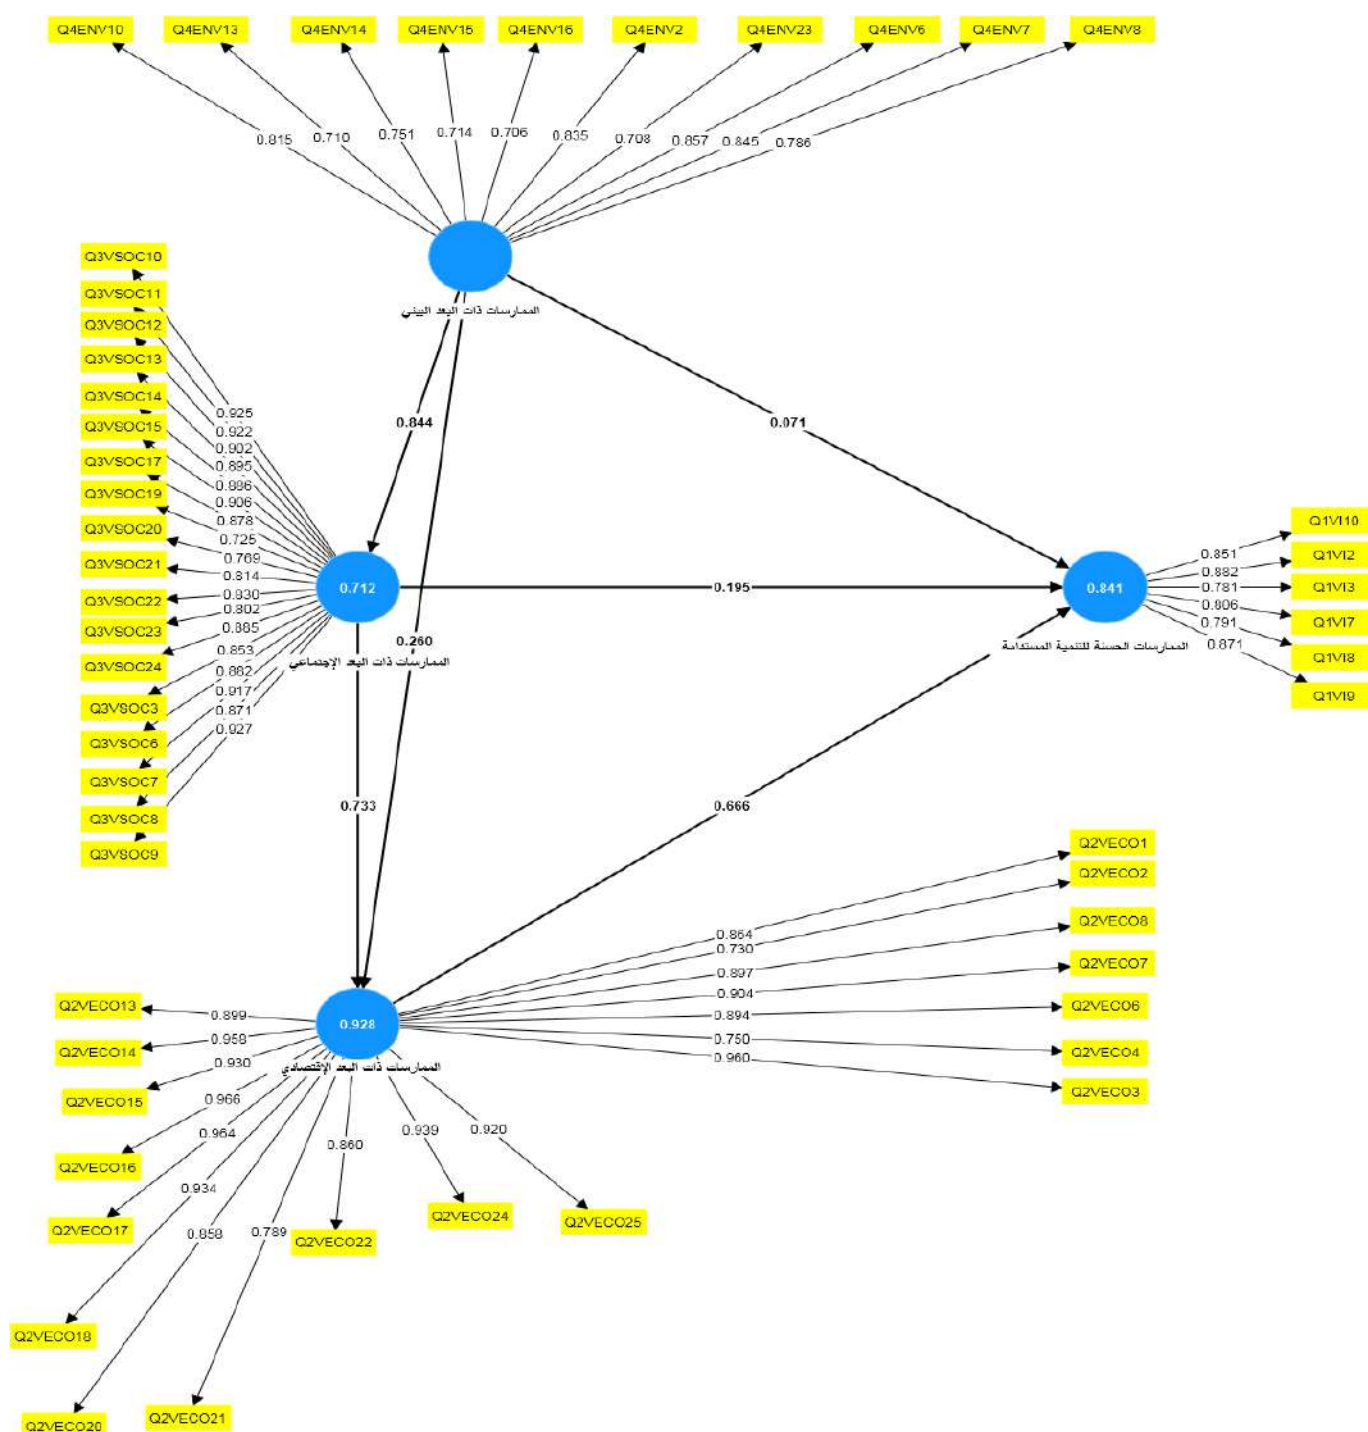 Q4ENV10
Q4ENV13
Q4ENV14
Q4ENV15
Q4ENV16
Q4ENV2
Q4ENV23
Q4ENV6
Q4ENV7
Q4ENV8
0.815
0.710
0.751
0.714
0.706
0.835
0.708
0.857
0.845
0.786
الممارسات ذات البعد البيئي
Q3VSOC10
Q3VSOC11
Q3VSOC12
Q3VSOC13
Q3VSOC14
Q3VSOC15
Q3VSOC17
Q3VSOC19
Q3VSOC20
Q3VSOC21
Q3VSOC22
Q3VSOC23
Q3VSOC24
Q3VSOC3
Q3VSOC6
Q3VSOC7
Q3VSOC8
Q3VSOC9
0.925
0.922
0.902
0.895
0.886
0.906
0.878
0.725
0.769
0.814
0.830
0.802
0.885
0.853
0.862
0.917
0.871
0.927
0.844
0.071
0.712
0.195
0.260
0.841
الممارسات ذات البعد الإجتماعي
الممارسات الحسنة للتنمية المستدامة
Q1VI10
Q1VI2
Q1VI3
Q1VI7
Q1VI8
Q1VI9
0.851
0.882
0.781
0.806
0.791
0.871
0.733
0.666
Q2VECO1
Q2VECO2
Q2VECO8
Q2VECO7
Q2VECO6
Q2VECO4
Q2VECO3
0.864
0.730
0.897
0.904
0.894
0.750
0.960
0.928
الممارسات ذات البعد الإقتصادي
Q2VECO13
Q2VECO14
Q2VECO15
Q2VECO16
Q2VECO17
Q2VECO18
Q2VECO20
Q2VECO21
Q2VECO22
Q2VECO24
Q2VECO25
0.899
0.958
0.930
0.966
0.964
0.934
0.858
0.789
0.860
0.939
0.920